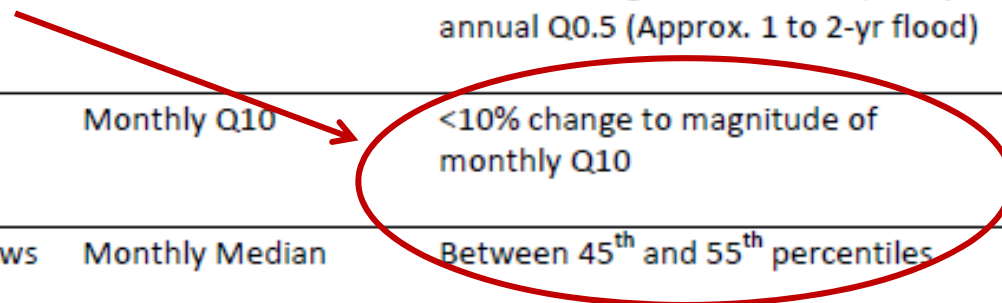 annual Q0.5 (Approx. 1 to 2-yr flood)
Monthly Q10 <10% change to magnitude of
monthly Q10
ws Monthly Median Between 45th and 55th percentiles